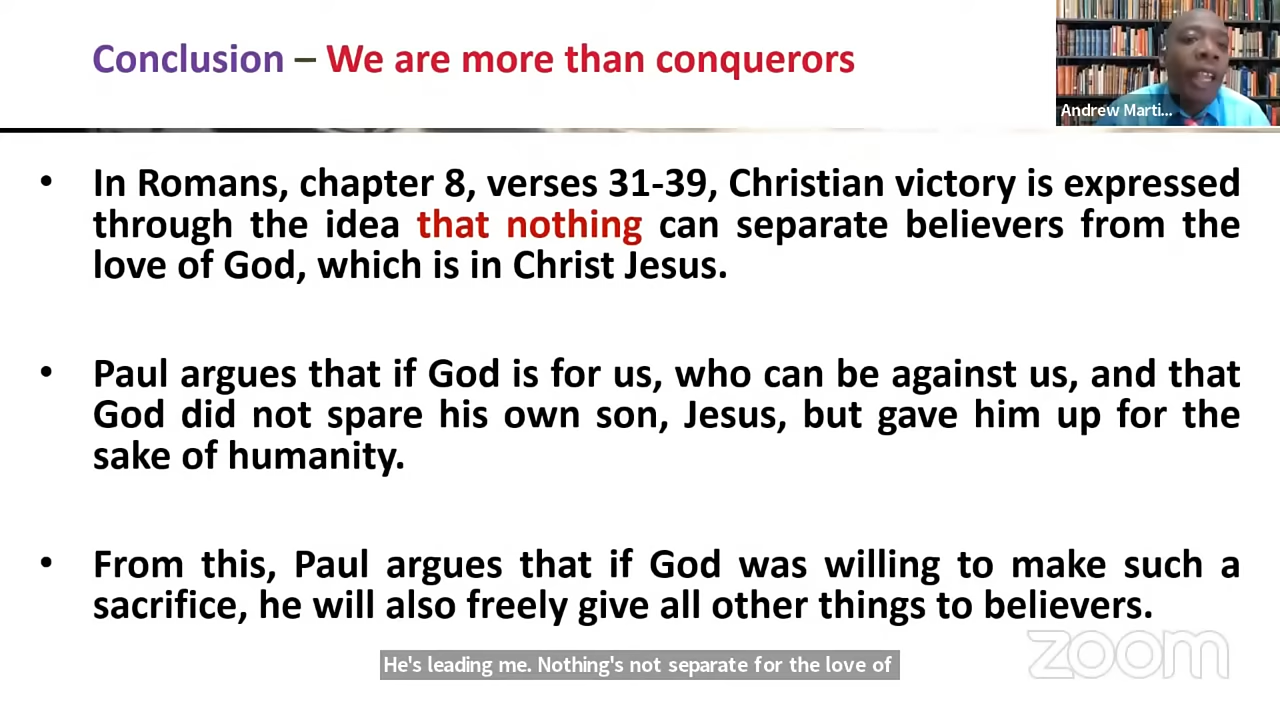 Conclusion – We are more than conquerors
Andrew Marti...
• In Romans, chapter 8, verses 31-39, Christian victory is expressed
through the idea that nothing can separate believers from the
love of God, which is in Christ Jesus.
• Paul argues that if God is for us, who can be against us, and that
God did not spare his own son, Jesus, but gave him up for the
sake of humanity.
• From this, Paul argues that if God was willing to make such a
sacrifice, he will also freely give all other things to believers.
zoom
He's leading me. Nothing's not separate for the love of